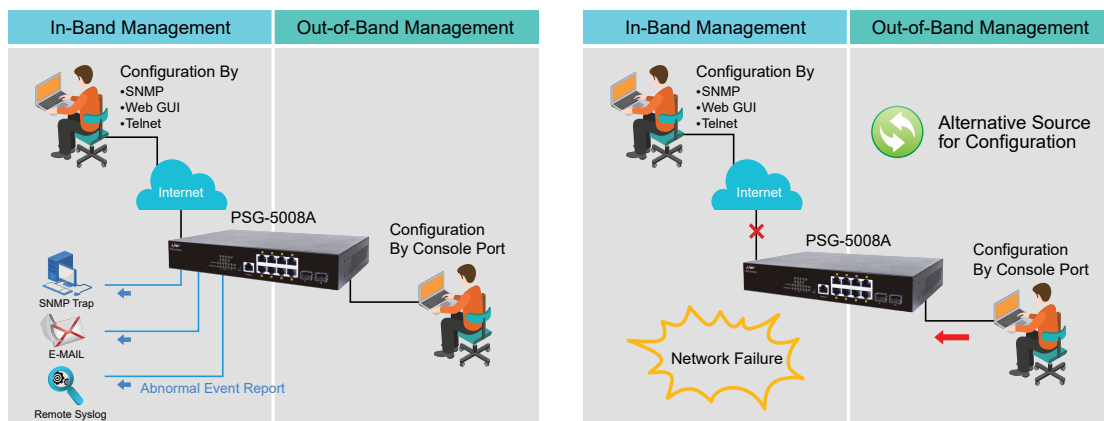 In-Band Management
Out-of-Band Management
Configuration By
•SNMP
•Web GUI
•Telnet
Internet
PSG-5008A
Configuration
By Console Port
SNMP Trap
E-MAIL
Abnormal Event Report
Remote Syslog
In-Band Management
Out-of-Band Management
Configuration By
•SNMP
•Web GUI
•Telnet
Alternative Source
for Configuration
Internet
PSG-5008A
Configuration
By Console Port
Network Failure